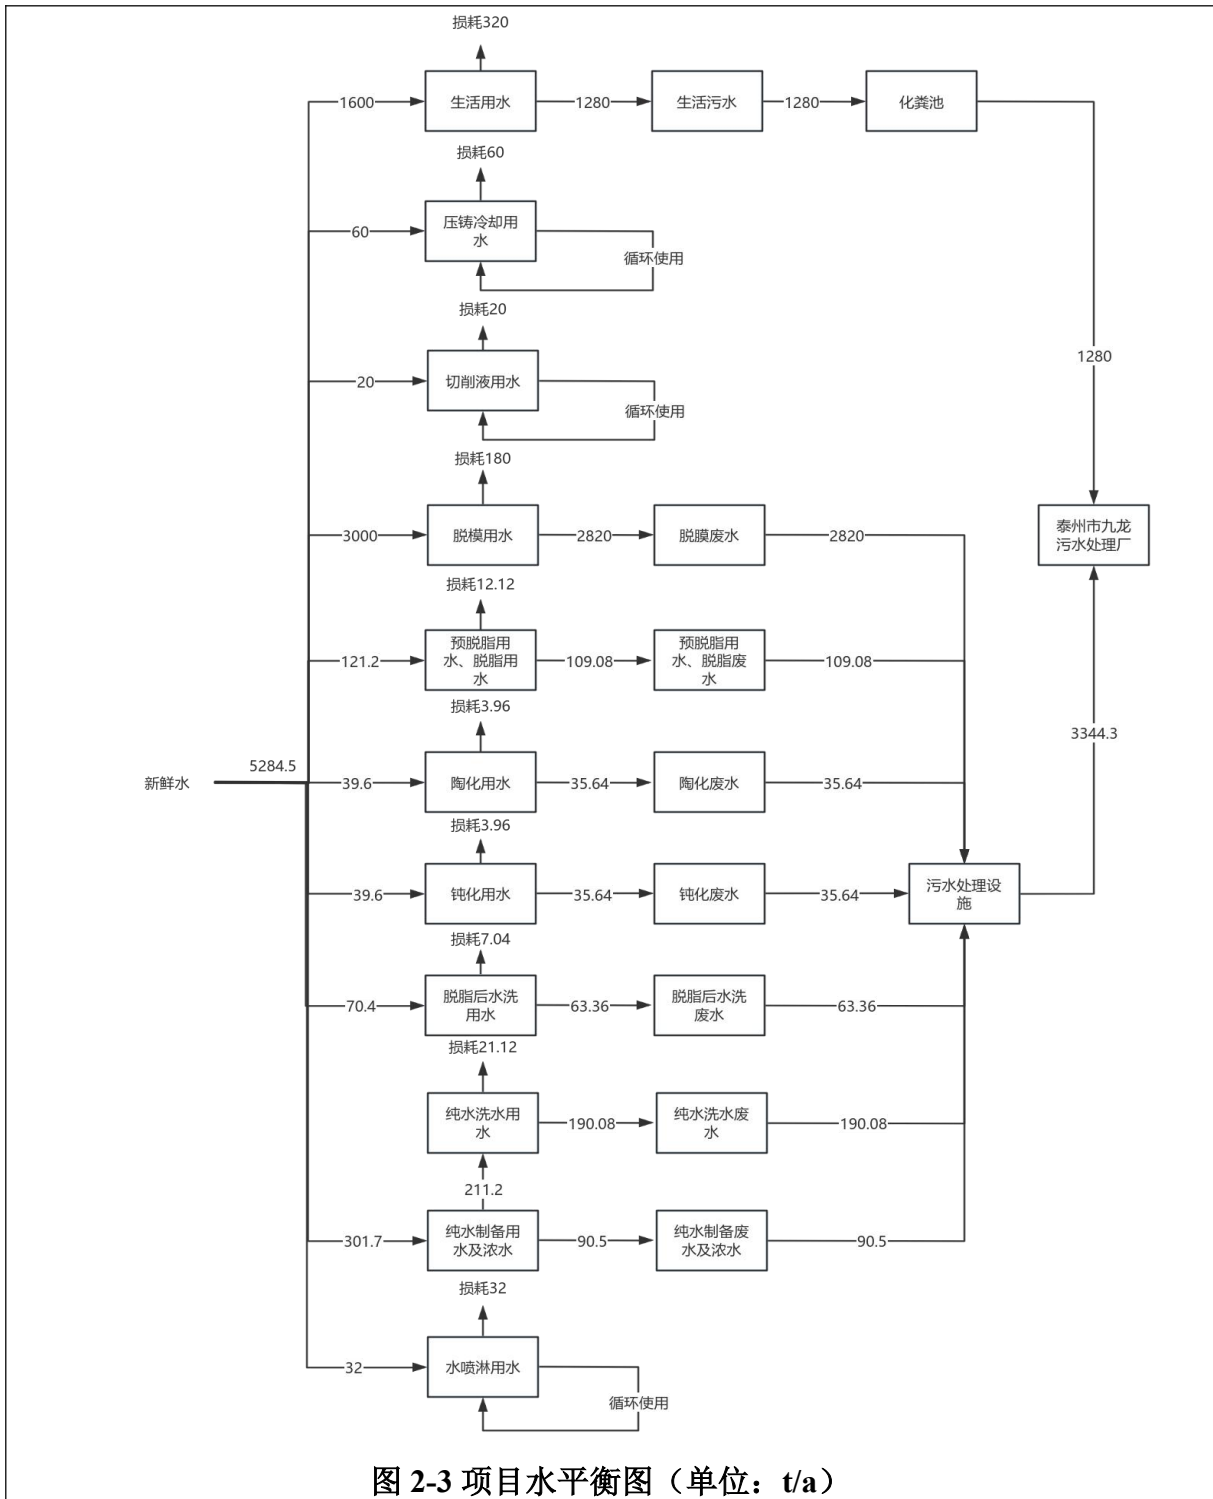 损耗320
1600
生活用水
1280
生活污水
1280
化粪池
损耗60
60
压铸冷却用
水
循环使用
损耗20
20
切削液用水
循环使用
1280
损耗180
3000
脱模用水
2820
脱膜废水
2820
泰州市九龙
污水处理厂
损耗12.12
121.2
预脱脂用
水、脱脂用
水
109.08
预脱脂用
水、脱脂废
水
109.08
损耗3.96
3344.3
新鲜水
5284.5
39.6
陶化用水
35.64
陶化废水
35.64
损耗3.96
39.6
钝化用水
35.64
钝化废水
35.64
污水处理设
施
损耗7.04
70.4
脱脂后水洗
用水
63.36
脱脂后水洗
废水
63.36
损耗21.12
纯水洗水用
水
190.08
纯水洗水废
水
190.08
211.2
301.7
纯水制备用
水及浓水
90.5
纯水制备废
水及浓水
90.5
损耗32
32
水喷淋用水
循环使用
图 2-3 项目水平衡图（单位：t/a）